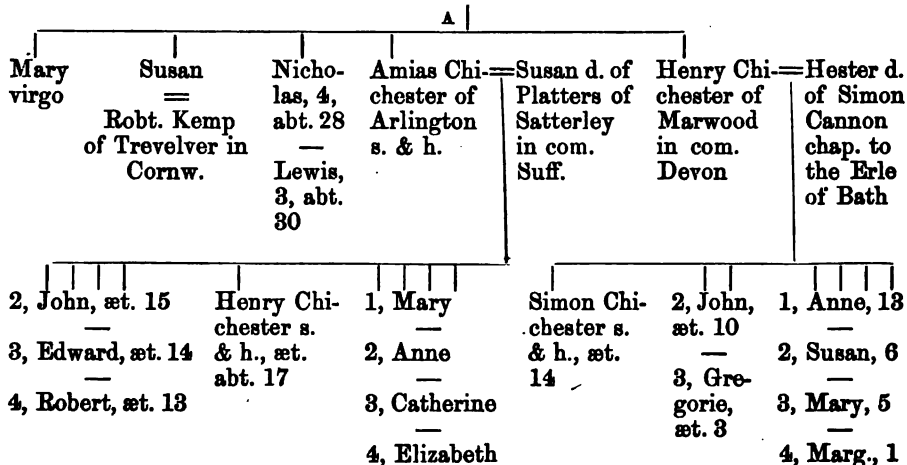 A
Mary
virgo
Susan
=
Robt. Kemp
of Trevelver in
Cornw.
Nicho-
las, 4,
abt. 28
—
Lewis,
3, abt.
30
Amias Chi-
chester of
Arlington
s. & h.
=
Susan d. of
Platters of
Satterley
in com.
Suff.
Henry Chi-
chester of
Marwood
in com.
Devon
=
Hester d.
of Simon
Cannon
chap. to
the Erle
of Bath
2, John, æt. 15
—
3, Edward, æt. 14
—
4, Robert, æt. 13
Henry Chi-
chester s.
& h., æt.
abt. 17
1, Mary
—
2, Anne
—
3, Catherine
—
4, Elizabeth
Simon Chi-
chester s.
& h., æt.
14
2, John,
æt. 10
—
3, Gre-
gorie,
æt. 3
1, Anne, 13
—
2, Susan, 6
—
3, Mary, 5
—
4, Marg., 1